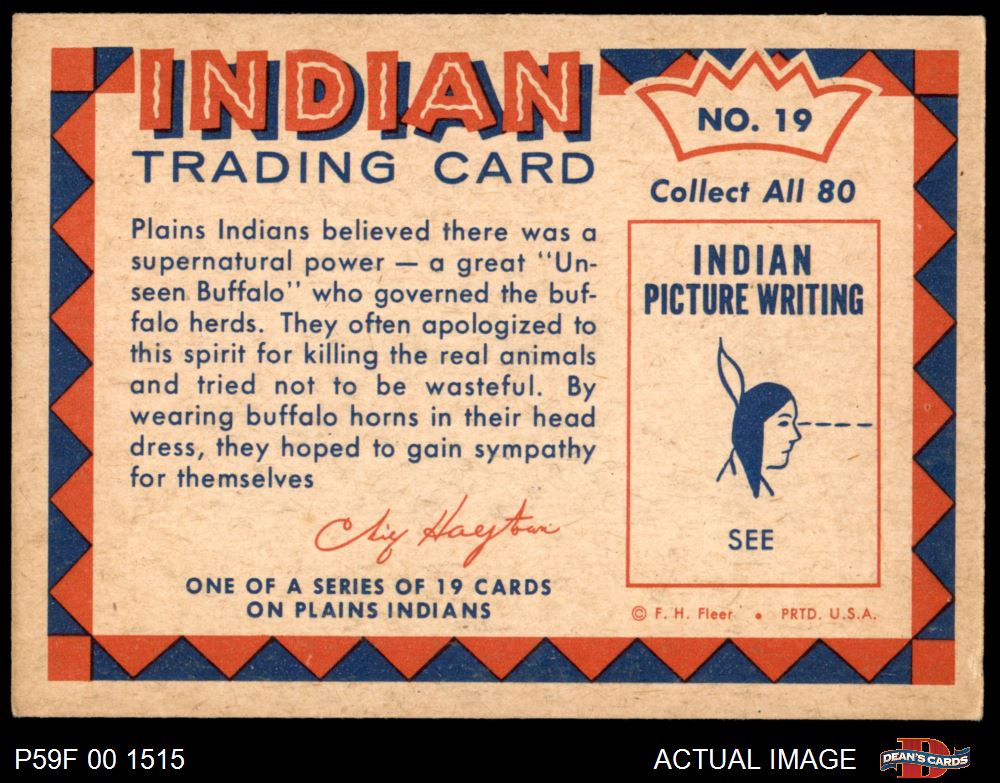 INDIAN
TRADING CARD
NO. 19
Collect All 80
Plains Indians believed there was a
supernatural power — a great "Un-
seen Buffalo" who governed the buf-
falo herds. They often apologized to
this spirit for killing the real animals
and tried not to be wasteful. By
wearing buffalo horns in their head
dress, they hoped to gain sympathy
for themselves
ONE OF A SERIES OF 19 CARDS
ON PLAINS INDIANS
INDIAN
PICTURE WRITING
SEE
© F. H. Fleer • PRTD. U.S.A.
P59F 00 1515
ACTUAL IMAGE
DEAN'S CARDS